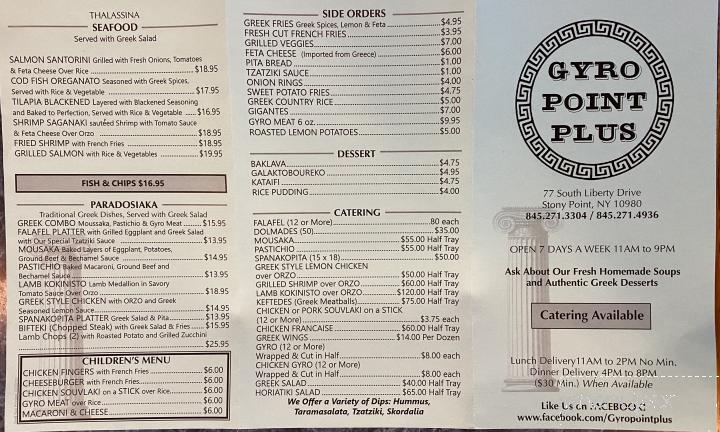 THALASSINA
SEAFOOD
Served with Greek Salad
SALMON SANTORINI Grilled with Fresh Onions, Tomatoes
& Feta Cheese Over Rice ..... $18.95
COD FISH OREGANATO Seasoned with Greek Spices,
Served with Rice & Vegetable ..... $17.95
TILAPIA BLACKENED Layered with Blackened Seasoning
and Baked to Perfection, Served with Rice & Vegetable ..... $16.95
SHRIMP SAGANAKI sautéed Shrimp with Tomato Sauce
& Feta Cheese Over Orzo ..... $18.95
FRIED SHRIMP with French Fries ..... $18.95
GRILLED SALMON with Rice & Vegetables ..... $19.95
FISH & CHIPS $16.95
PARADOSIAKA
Traditional Greek Dishes, Served with Greek Salad
GREEK COMBO Moussaka, Pastichio & Gyro Meat ..... $15.95
FALAFEL PLATTER with Grilled Eggplant and Greek Salad
with Our Special Tzatziki Sauce ..... $13.95
MOUSAKA Baked Layers of Eggplant, Potatoes,
Ground Beef & Bechamel Sauce ..... $14.95
PASTICHIO Baked Macaroni, Ground Beef and
Bechamel Sauce ..... $13.95
LAMB KOKINISTO Lamb Medallion in Savory
Tomato Sauce Over Orzo ..... $18.95
GREEK STYLE CHICKEN with ORZO and Greek
Seasoned Lemon Sauce ..... $14.95
SPANAKOPITA PLATTER Greek Salad & Pita ..... $13.95
BIFTEKI (Chopped Steak) with Greek Salad & Fries ..... $15.95
Lamb Chops (2) with Roasted Potato and Grilled Zucchini
..... $25.95
CHILDREN'S MENU
CHICKEN FINGERS with French Fries ..... $6.00
CHEESEBURGER with French Fries ..... $6.00
CHICKEN SOUVLAKI on a STICK over Rice ..... $6.00
GYRO MEAT over Rice ..... $6.00
MACARONI & CHEESE ..... $6.00
SIDE ORDERS
GREEK FRIES Greek Spices, Lemon & Feta ..... $4.95
FRESH CUT FRENCH FRIES ..... $3.95
GRILLED VEGGIES ..... $7.00
FETA CHEESE (Imported from Greece) ..... $6.00
PITA BREAD ..... $1.00
TZATZIKI SAUCE ..... $1.00
ONION RINGS ..... $4.00
SWEET POTATO FRIES ..... $4.75
GREEK COUNTRY RICE ..... $5.00
GIGANTES ..... $7.00
GYRO MEAT 6 oz. ..... $9.95
ROASTED LEMON POTATOES ..... $5.00
DESSERT
BAKLAVA ..... $4.75
GALAKTOBOUREKO ..... $4.95
KATAIFI ..... $4.75
RICE PUDDING ..... $4.00
CATERING
FALAFEL (12 or More) ..... .80 each
DOLMADES (50) ..... $35.00
MOUSAKA ..... $55.00 Half Tray
PASTICHIO ..... $55.00 Half Tray
SPANAKOPITA (15 x 18) ..... $50.00
GREEK STYLE LEMON CHICKEN
over ORZO ..... $50.00 Half Tray
GRILLED SHRIMP over ORZO ..... $60.00 Half Tray
LAMB KOKINISTO over ORZO ..... $120.00 Half Tray
KEFTEDES (Greek Meatballs) ..... $75.00 Half Tray
CHICKEN or PORK SOUVLAKI on a STICK
(12 or More) ..... $3.75 each
CHICKEN FRANCAISE ..... $60.00 Half Tray
GREEK WINGS ..... $14.00 Per Dozen
GYRO (12 or More)
Wrapped & Cut in Half ..... $8.00 each
CHICKEN GYRO (12 or More)
Wrapped & Cut in Half ..... $8.00 each
GREEK SALAD ..... $40.00 Half Tray
HORIATIKI SALAD ..... $65.00 Half Tray
We Offer a Variety of Dips: Hummus,
Taramasalata, Tzatziki, Skordalia
GYRO
POINT
PLUS
77 South Liberty Drive
Stony Point, NY 10980
845.271.3304 / 845.271.4936
OPEN 7 DAYS A WEEK 11AM to 9PM
Ask About Our Fresh Homemade Soups
and Authentic Greek Desserts
Catering Available
Lunch Delivery11AM to 2PM No Min.
Dinner Delivery 4PM to 8PM
($30 Min.) When Available
Like Us on FACEBOOK
www.facebook.com/Gyropointplus